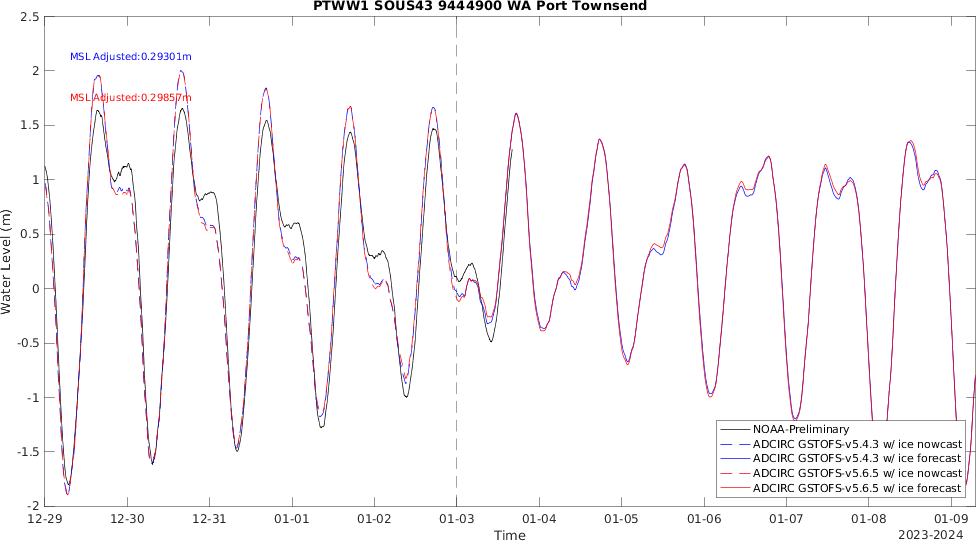 PTWW1 SOUS43 9444900 WA Port Townsend
2.5
2
1.5
1
0.5
0
-0.5
-1
-1.5
-2
Water Level (m)
MSL Adjusted:0.29301m
MSL Adjusted:0.29857m
NOAA-Preliminary
ADCIRC GSTOFS-v5.4.3 w/ ice nowcast
ADCIRC GSTOFS-v5.4.3 w/ ice forecast
ADCIRC GSTOFS-v5.6.5 w/ ice nowcast
ADCIRC GSTOFS-v5.6.5 w/ ice forecast
12-29 12-30 12-31 01-01 01-02 01-03 01-04 01-05 01-06 01-07 01-08 01-09
Time
2023-2024